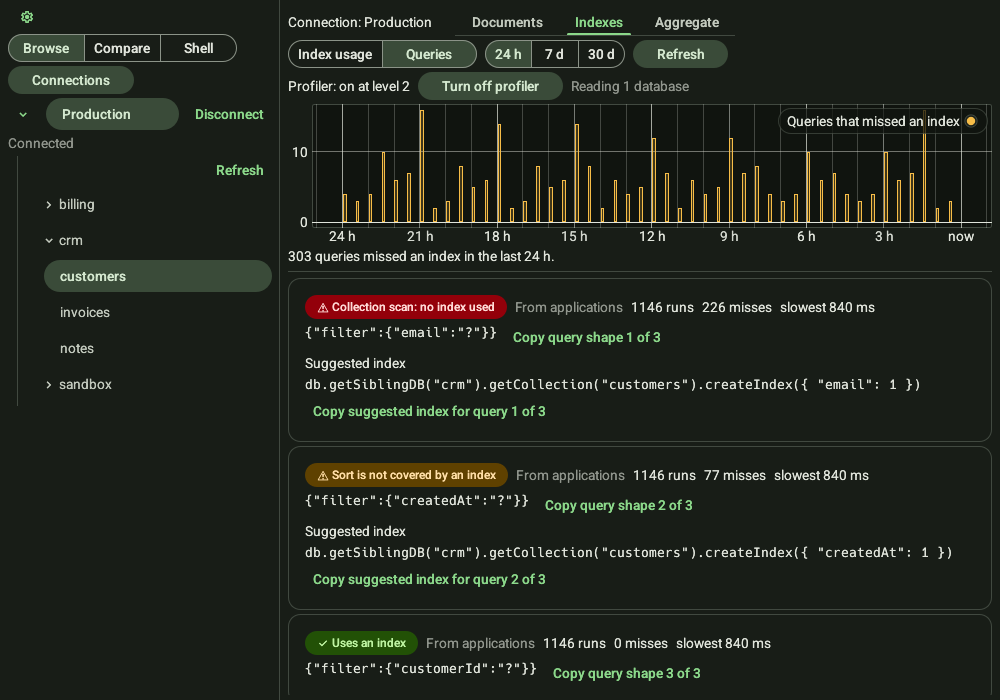 Browse Compare Shell
Connections
Production Disconnect
Connected
Refresh
billing
crm
customers
invoices
notes
sandbox
Connection: Production Documents Indexes Aggregate
Index usage Queries 24 h 7 d 30 d Refresh
Profiler: on at level 2 Turn off profiler Reading 1 database
Queries that missed an index
10
0
24 h 21 h 18 h 15 h 12 h 9 h 6 h 3 h now
303 queries missed an index in the last 24 h.
Collection scan: no index used From applications 1146 runs 226 misses slowest 840 ms
{"filter":{"email":"?"}} Copy query shape 1 of 3
Suggested index
db.getSiblingDB("crm").getCollection("customers").createIndex({ "email": 1 })
Copy suggested index for query 1 of 3
Sort is not covered by an index From applications 1146 runs 77 misses slowest 840 ms
{"filter":{"createdAt":"?"}} Copy query shape 2 of 3
Suggested index
db.getSiblingDB("crm").getCollection("customers").createIndex({ "createdAt": 1 })
Copy suggested index for query 2 of 3
Uses an index From applications 1146 runs 0 misses slowest 840 ms
{"filter":{"customerId":"?"}} Copy query shape 3 of 3